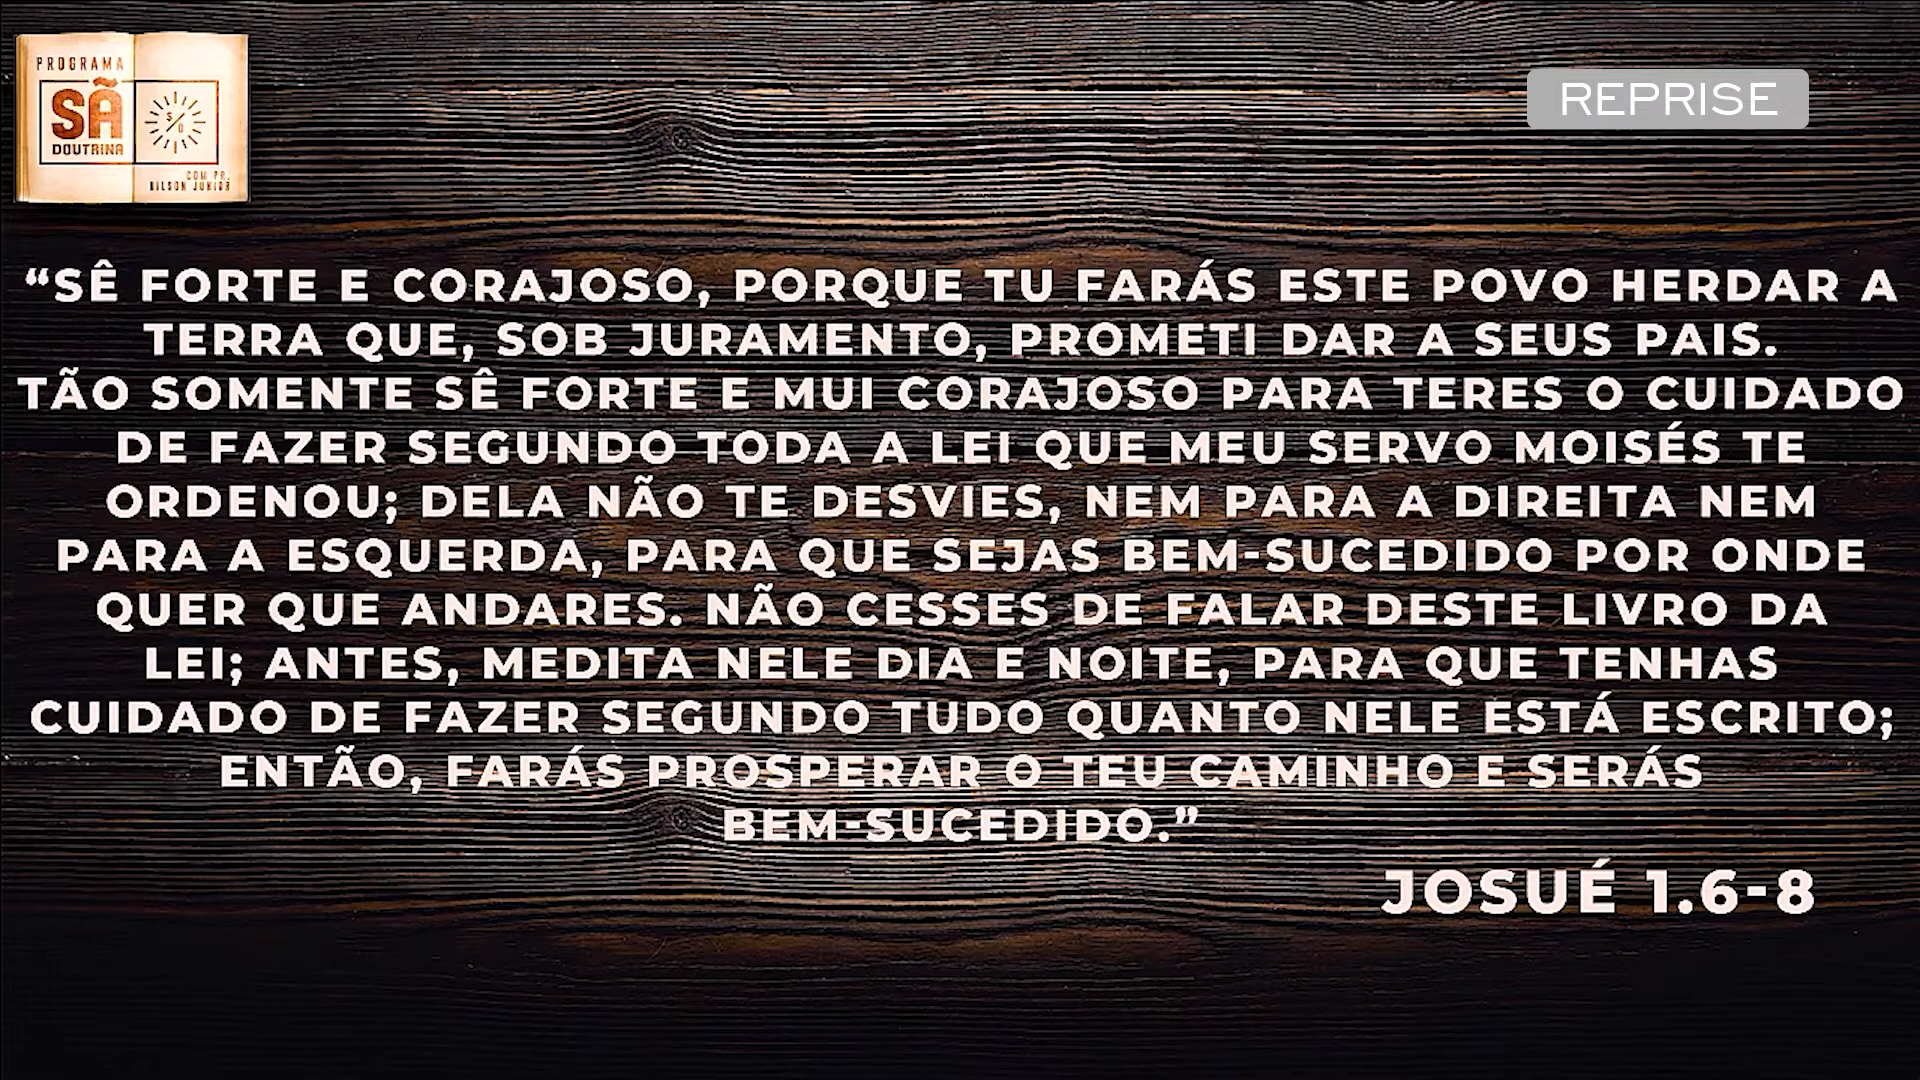 PROGRAMA
SÃ
DOUTRINA
S/D
COM PR.
GILSON JUNIOR
REPRISE
“SÊ FORTE E CORAJOSO, PORQUE TU FARÁS ESTE POVO HERDAR A
TERRA QUE, SOB JURAMENTO, PROMETI DAR A SEUS PAIS.
TÃO SOMENTE SÊ FORTE E MUI CORAJOSO PARA TERES O CUIDADO
DE FAZER SEGUNDO TODA A LEI QUE MEU SERVO MOISÉS TE
ORDENOU; DELA NÃO TE DESVIES, NEM PARA A DIREITA NEM
PARA A ESQUERDA, PARA QUE SEJAS BEM-SUCEDIDO POR ONDE
QUER QUE ANDARES. NÃO CESSES DE FALAR DESTE LIVRO DA
LEI; ANTES, MEDITA NELE DIA E NOITE, PARA QUE TENHAS
CUIDADO DE FAZER SEGUNDO TUDO QUANTO NELE ESTÁ ESCRITO;
ENTÃO, FARÁS PROSPERAR O TEU CAMINHO E SERÁS
BEM-SUCEDIDO.”
JOSUÉ 1.6-8